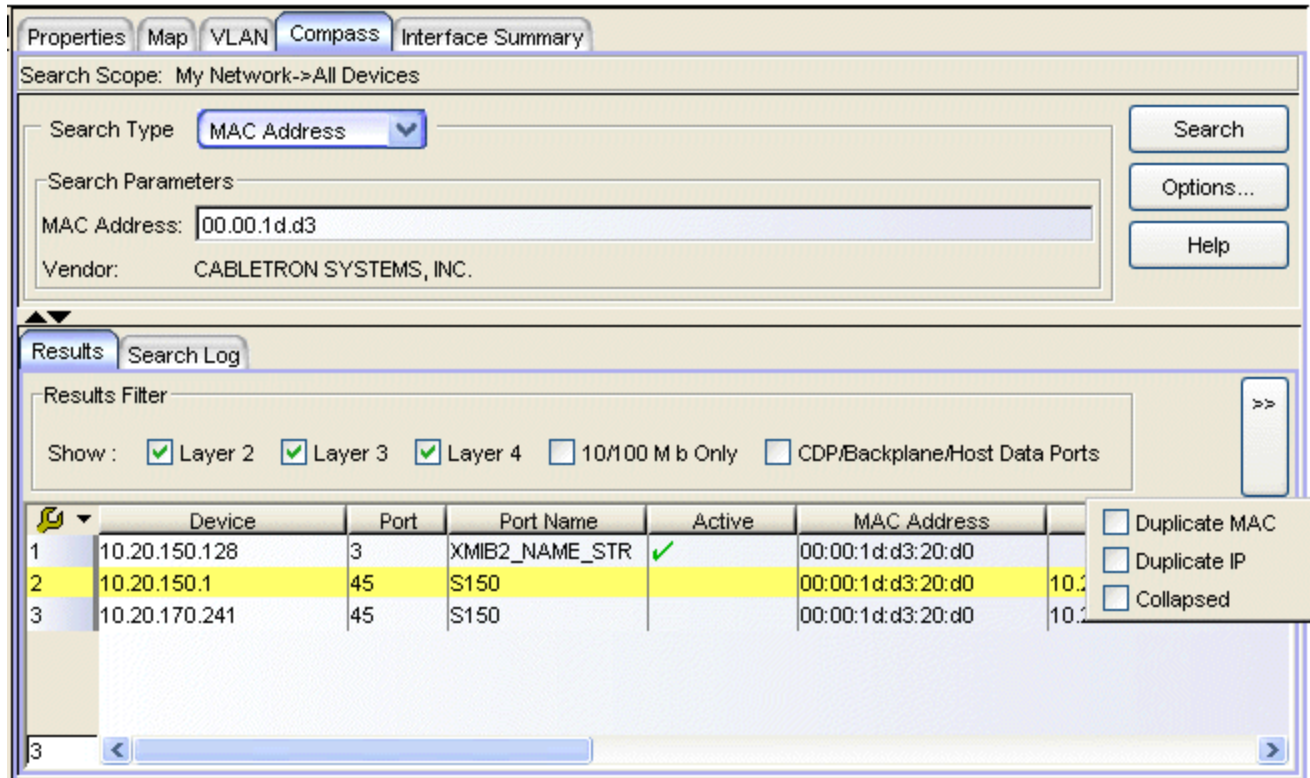 Properties Map VLAN Compass Interface Summary
Search Scope: My Network->All Devices
Search Type MAC Address Search
Search Parameters Options...
MAC Address: 00.00.1d.d3
Help
Vendor: CABLETRON SYSTEMS, INC.
Results Search Log
Results Filter >>
Show : Layer 2 Layer 3 Layer 4 10/100 M b Only CDP/Backplane/Host Data Ports
Device Port Port Name Active MAC Address Duplicate MAC
1 10.20.150.128 3 XMIB2_NAME_STR 00:00:1d:d3:20:d0
Duplicate IP
2 10.20.150.1 45 S150 00:00:1d:d3:20:d0
Collapsed
3 10.20.170.241 45 S150 00:00:1d:d3:20:d0
3